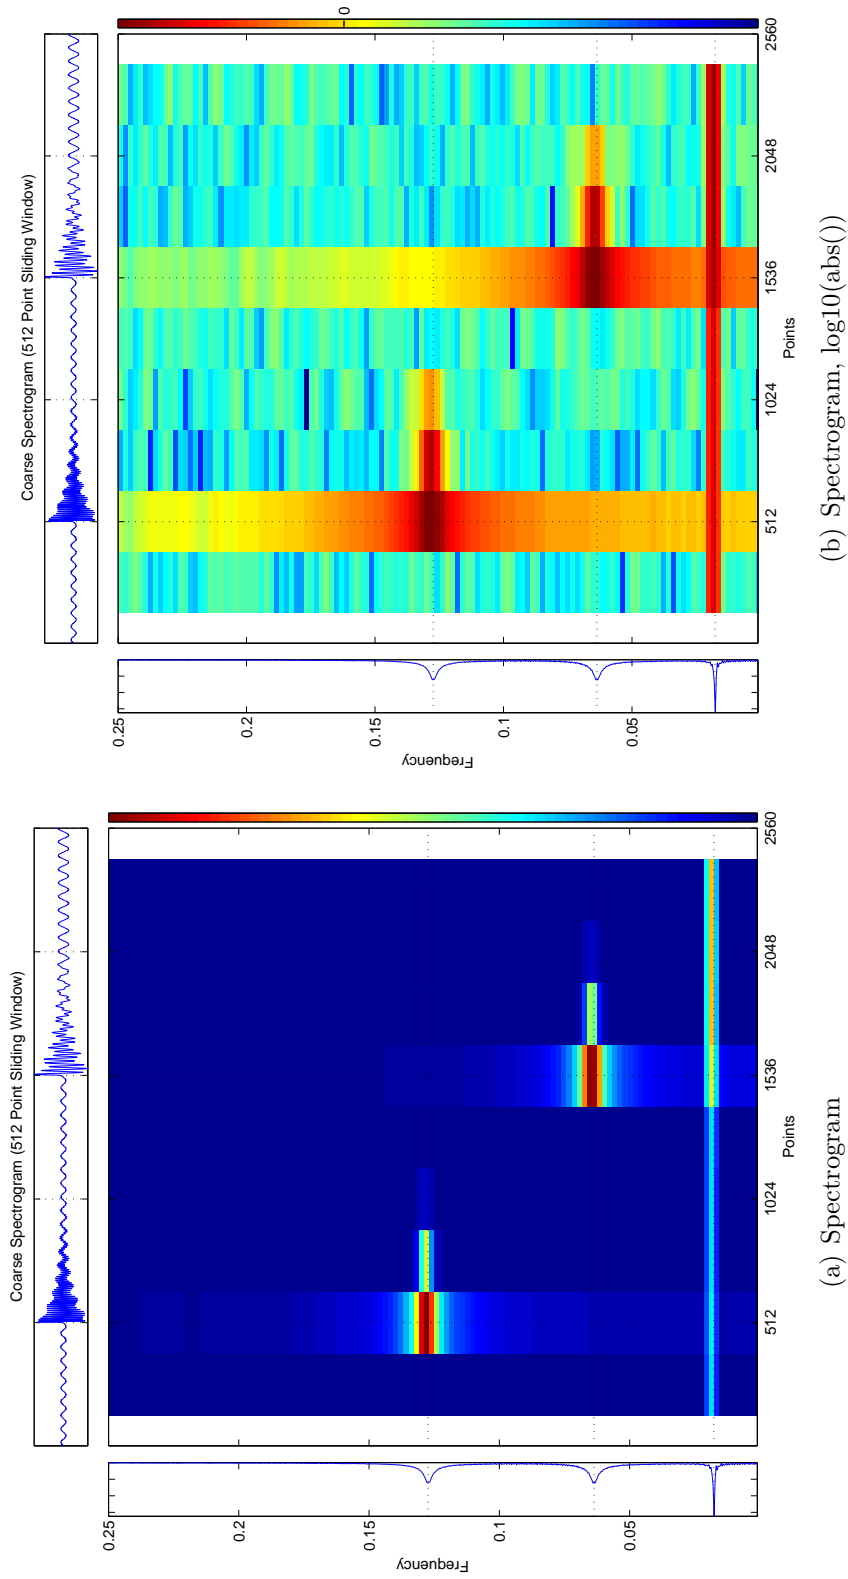 Coarse Spectrogram (512 Point Sliding Window)
0
0.25
0.2
0.15
0.1
0.05
Frequency
512
1024
1536
2048
2560
Points
(b) Spectrogram, log10(abs())
Coarse Spectrogram (512 Point Sliding Window)
0.25
0.2
0.15
0.1
0.05
Frequency
512
1024
1536
2048
2560
Points
(a) Spectrogram